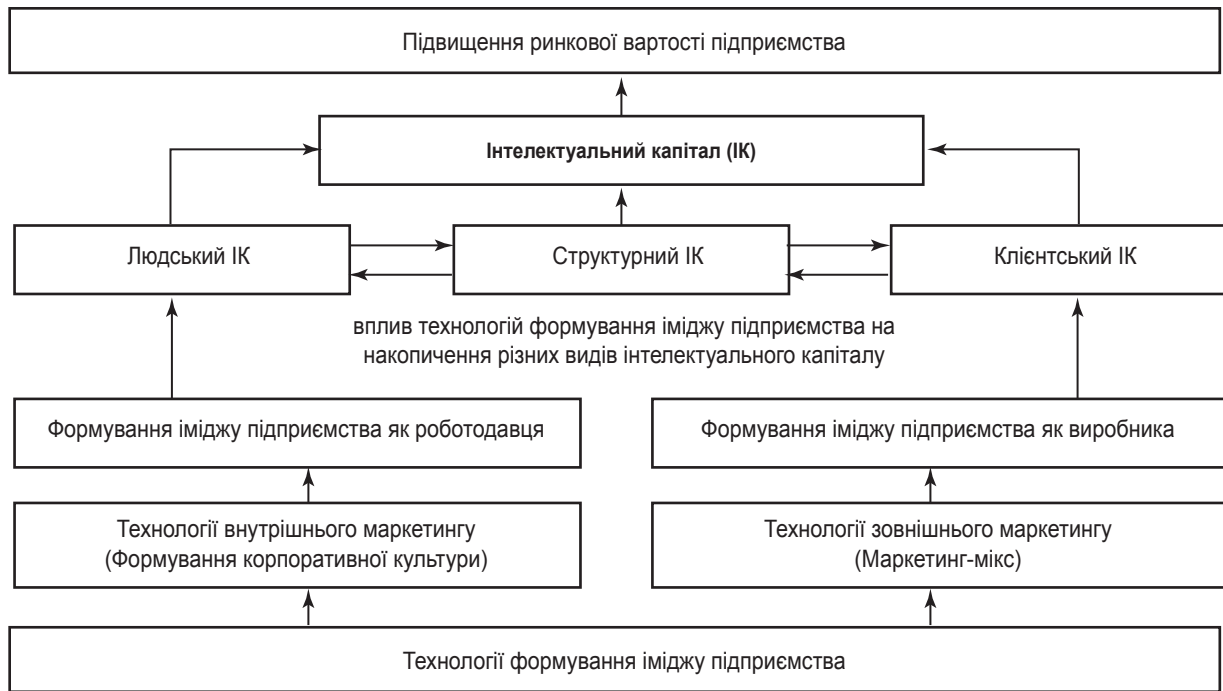 Підвищення ринкової вартості підприємства
Інтелектуальний капітал (ІК)
Людський ІК
Структурний ІК
Клієнтський ІК
вплив технологій формування іміджу підприємства на
накопичення різних видів інтелектуального капіталу
Формування іміджу підприємства як роботодавця
Формування іміджу підприємства як виробника
Технології внутрішнього маркетингу
(Формування корпоративної культури)
Технології зовнішнього маркетингу
(Маркетинг-мікс)
Технології формування іміджу підприємства